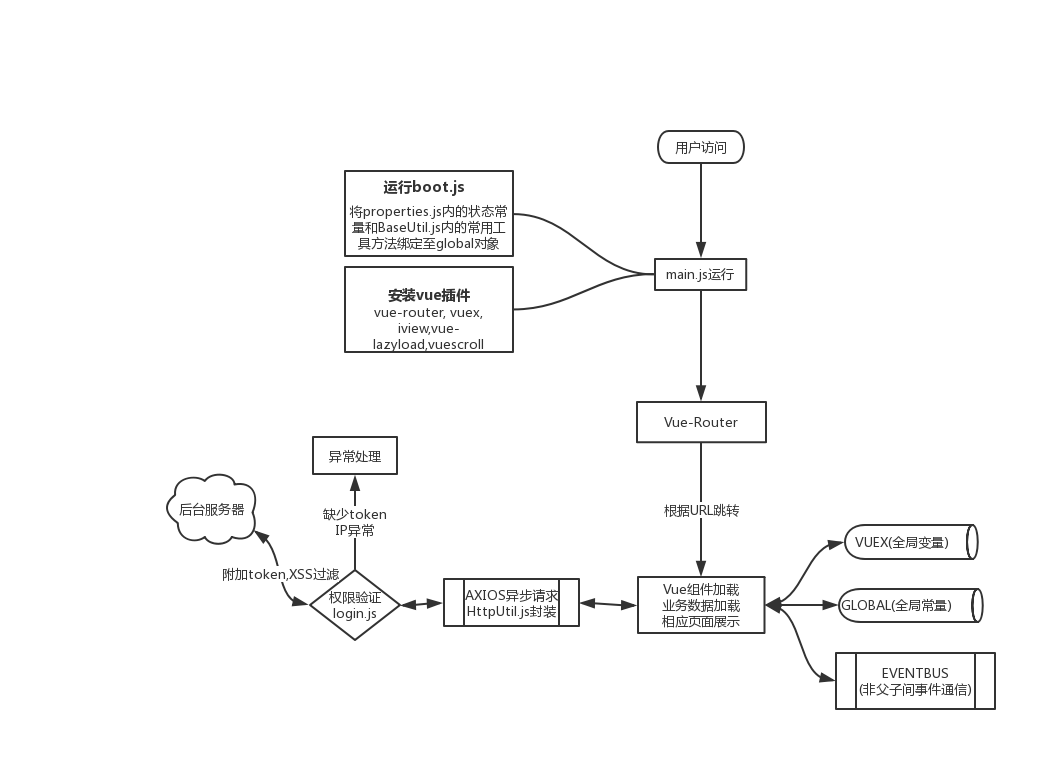 用户访问
运行boot.js
将properties.js内的状态常
量和BaseUtil.js内的常用工
具方法绑定至global对象
main.js运行
安装vue插件
vue-router, vuex,
iview,vue-
lazyload,vuescroll
Vue-Router
异常处理
后台服务器
缺少token
IP异常
根据URL跳转
VUEX(全局变量)
附加token,XSS过滤
权限验证
login.js
AXIOS异步请求
HttpUtil.js封装
Vue组件加载
业务数据加载
相应页面展示
GLOBAL(全局常量)
EVENTBUS
(非父子间事件通信)